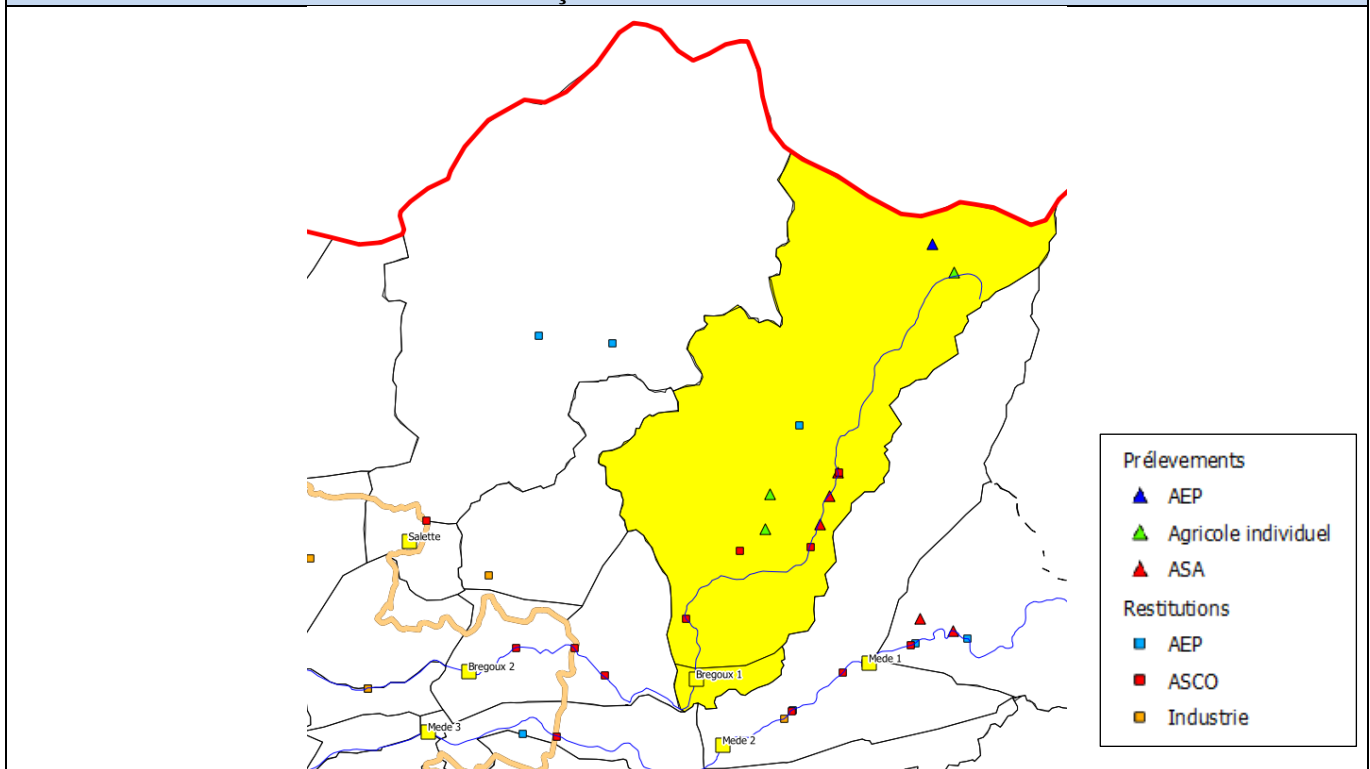 Salette
Bregoux 2
Bregoux 1
Mede 1
Mede 3
Mede 2
Prélevements
AEP
Agricole individuel
ASA
Restitutions
AEP
ASCO
Industrie